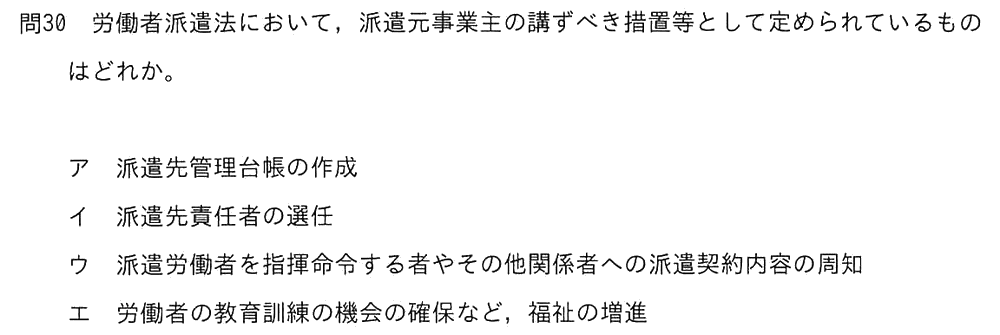 問30　労働者派遣法において，派遣元事業主の講ずべき措置等として定められているもの
はどれか。
ア　派遣先管理台帳の作成
イ　派遣先責任者の選任
ウ　派遣労働者を指揮命令する者やその他関係者への派遣契約内容の周知
エ　労働者の教育訓練の機会の確保など，福祉の増進